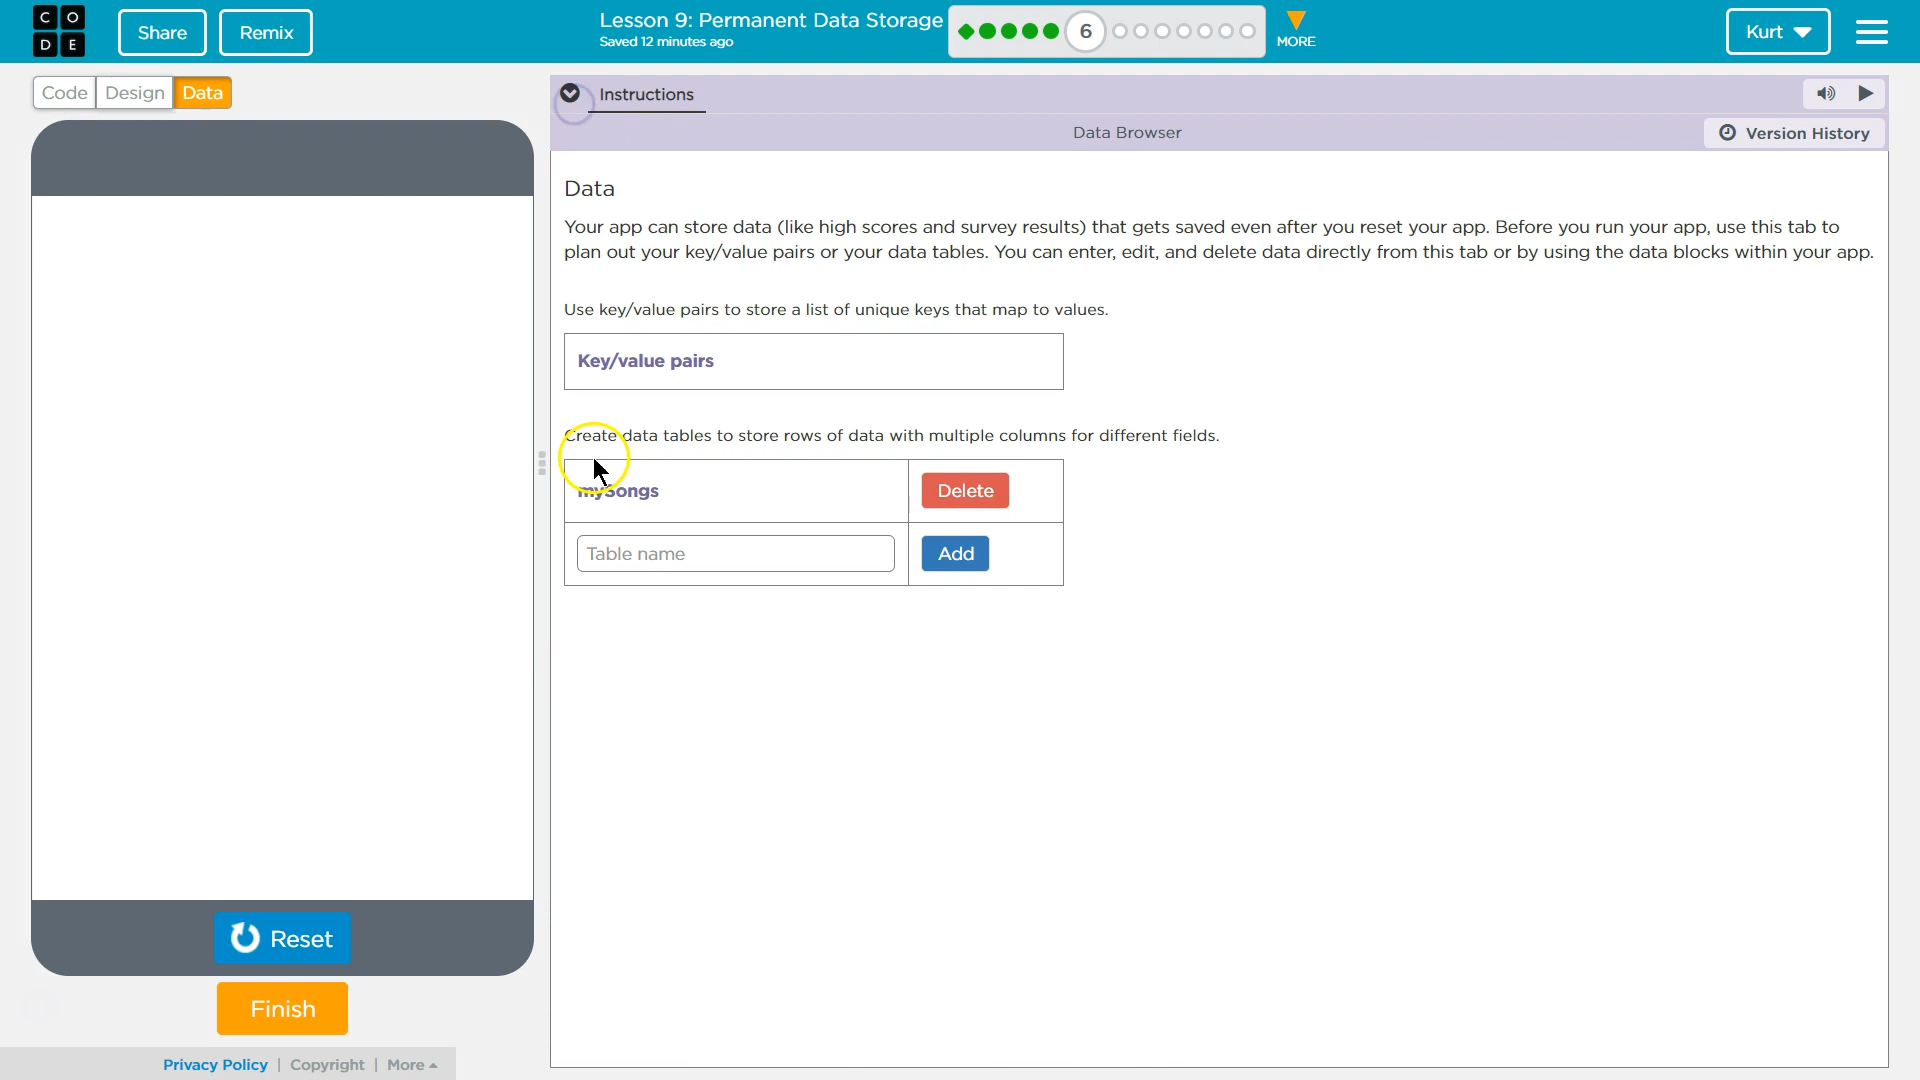 C O
D E
Share
Remix
Lesson 9: Permanent Data Storage
Saved 12 minutes ago
6
MORE
Kurt
Code
Design
Data
Instructions
Data Browser
Version History
Data
Your app can store data (like high scores and survey results) that gets saved even after you reset your app. Before you run your app, use this tab to
plan out your key/value pairs or your data tables. You can enter, edit, and delete data directly from this tab or by using the data blocks within your app.
Use key/value pairs to store a list of unique keys that map to values.
Key/value pairs
Create data tables to store rows of data with multiple columns for different fields.
mySongs
Delete
Table name
Add
Reset
Finish
Privacy Policy | Copyright | More